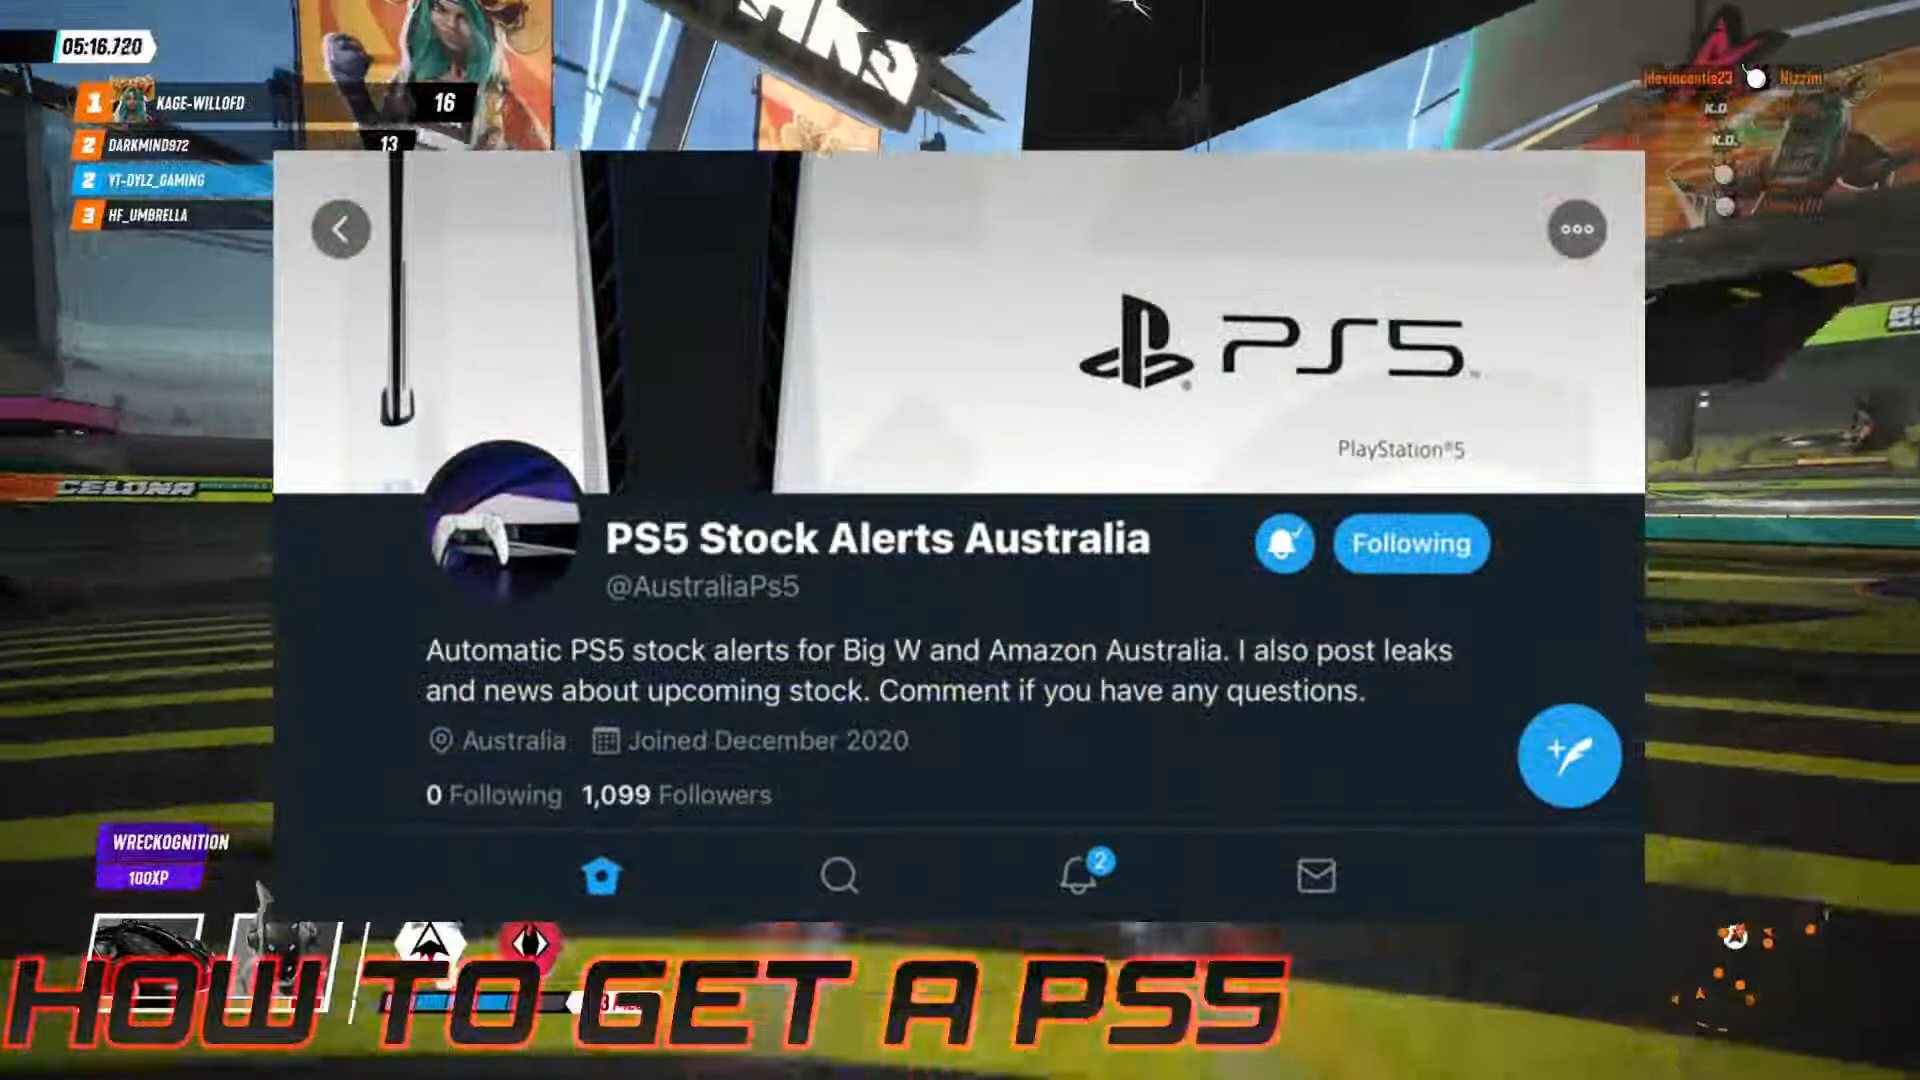 05:16.720
1 KAGE-WILLOFD 16
2 DARKMIND972 13
2 YT-DYLZ_GAMING
3 HF_UMBRELLA
Nizzim
K.O.
K.O.
PS5
PlayStation®5
PS5 Stock Alerts Australia
Following
@AustraliaPs5
Automatic PS5 stock alerts for Big W and Amazon Australia. I also post leaks
and news about upcoming stock. Comment if you have any questions.
Australia Joined December 2020
0 Following 1,099 Followers
2
WRECKOGNITION
100XP
HOW TO GET A PS5